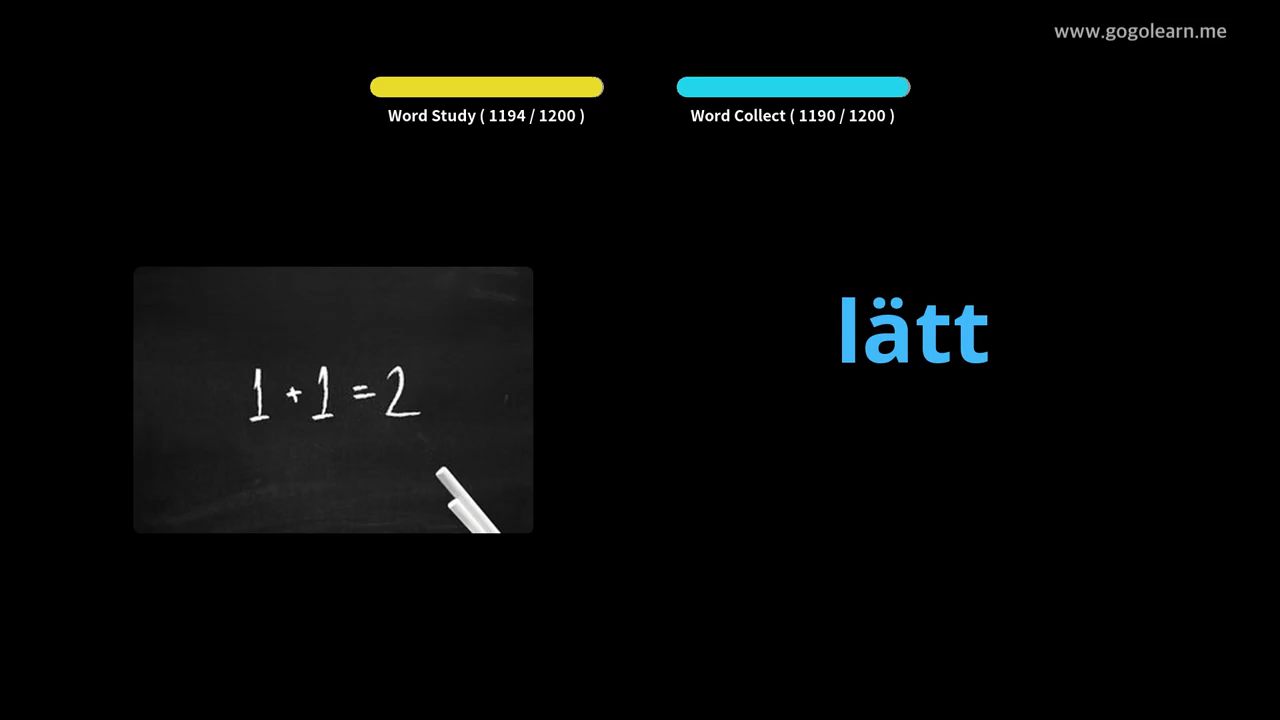 www.gogolearn.me
Word Study ( 1194 / 1200 )
Word Collect ( 1190 / 1200 )
lätt
1 + 1 = 2